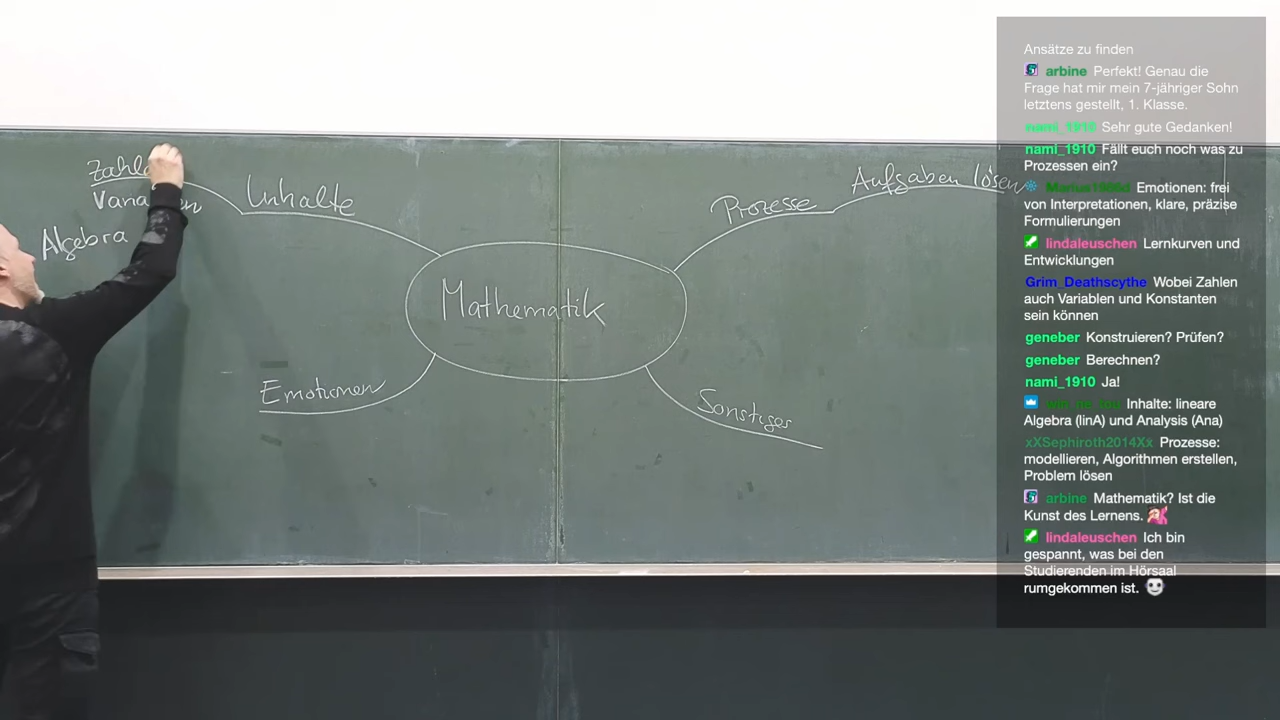 Inhalte
Algebra
Mathematik
Emotionen
Prozesse
Aufgaben lösen
Sonstiges
Ansätze zu finden
arbine Perfekt! Genau die
Frage hat mir mein 7-jähriger Sohn
letztens gestellt, 1. Klasse.
nami_1910 Sehr gute Gedanken!
nami_1910 Fällt euch noch was zu
Prozessen ein?
Emotionen: frei
von Interpretationen, klare, präzise
Formulierungen
lindaleuschen Lernkurven und
Entwicklungen
Grim_Deathscythe Wobei Zahlen
auch Variablen und Konstanten
sein können
geneber Konstruieren? Prüfen?
geneber Berechnen?
nami_1910 Ja!
Inhalte: lineare
Algebra (linA) und Analysis (Ana)
xXSephiroth2014Xx Prozesse:
modellieren, Algorithmen erstellen,
Problem lösen
arbine Mathematik? Ist die
Kunst des Lernens.
lindaleuschen Ich bin
gespannt, was bei den
Studierenden im Hörsaal
rumgekommen ist.